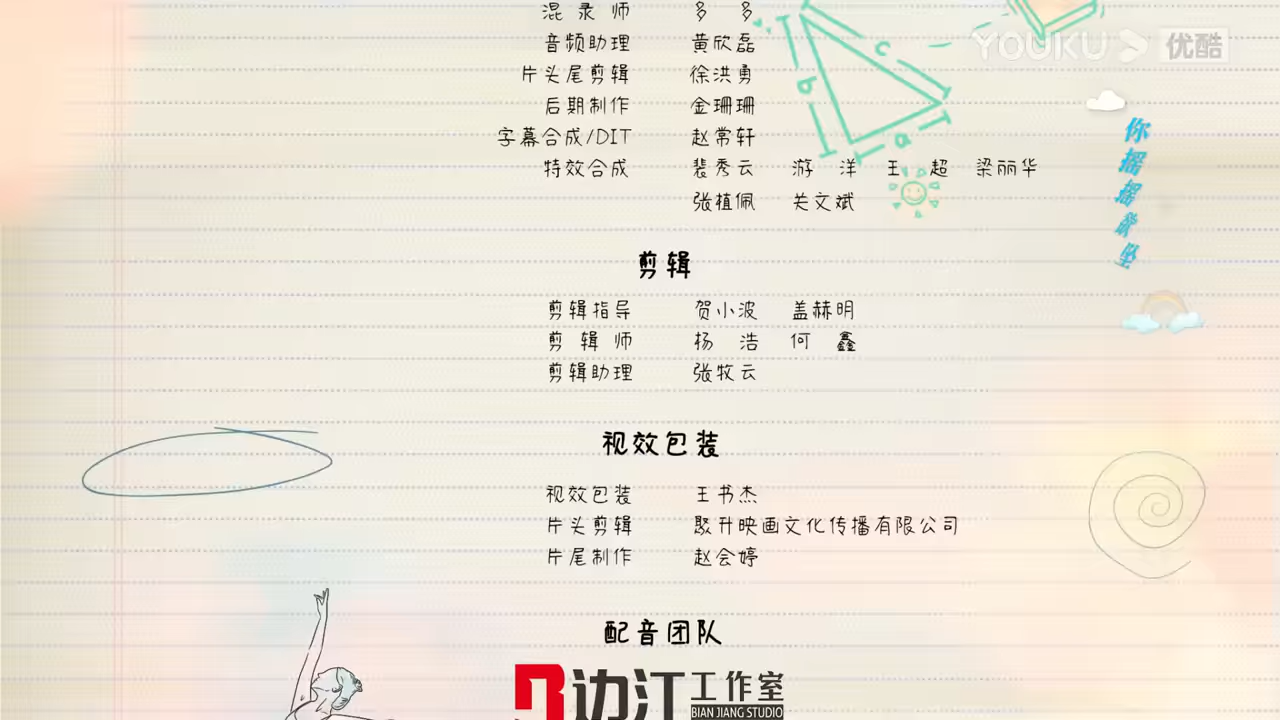 混录师 多多
音频助理 黄欣磊
片头尾剪辑 徐洪勇
后期制作 金珊珊
字幕合成/DIT 赵常轩
特效合成 裴秀云 游洋 王超 梁丽华
张植佩 关文斌
剪辑
剪辑指导 贺小波 盖赫明
剪辑师 杨浩 何鑫
剪辑助理 张牧云
视效包装
视效包装 王书杰
片头剪辑 聚升映画文化传播有限公司
片尾制作 赵会婷
配音团队
边江工作室
BIAN JIANG STUDIO
YOUKU 优酷
你摇摇欲坠
c
b
a